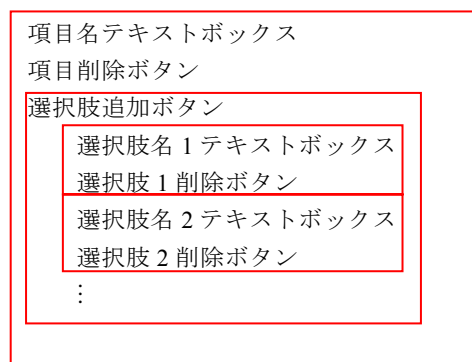 項目名テキストボックス
項目削除ボタン
選択肢追加ボタン
選択肢名 1 テキストボックス
選択肢 1 削除ボタン
選択肢名 2 テキストボックス
選択肢 2 削除ボタン
⋮